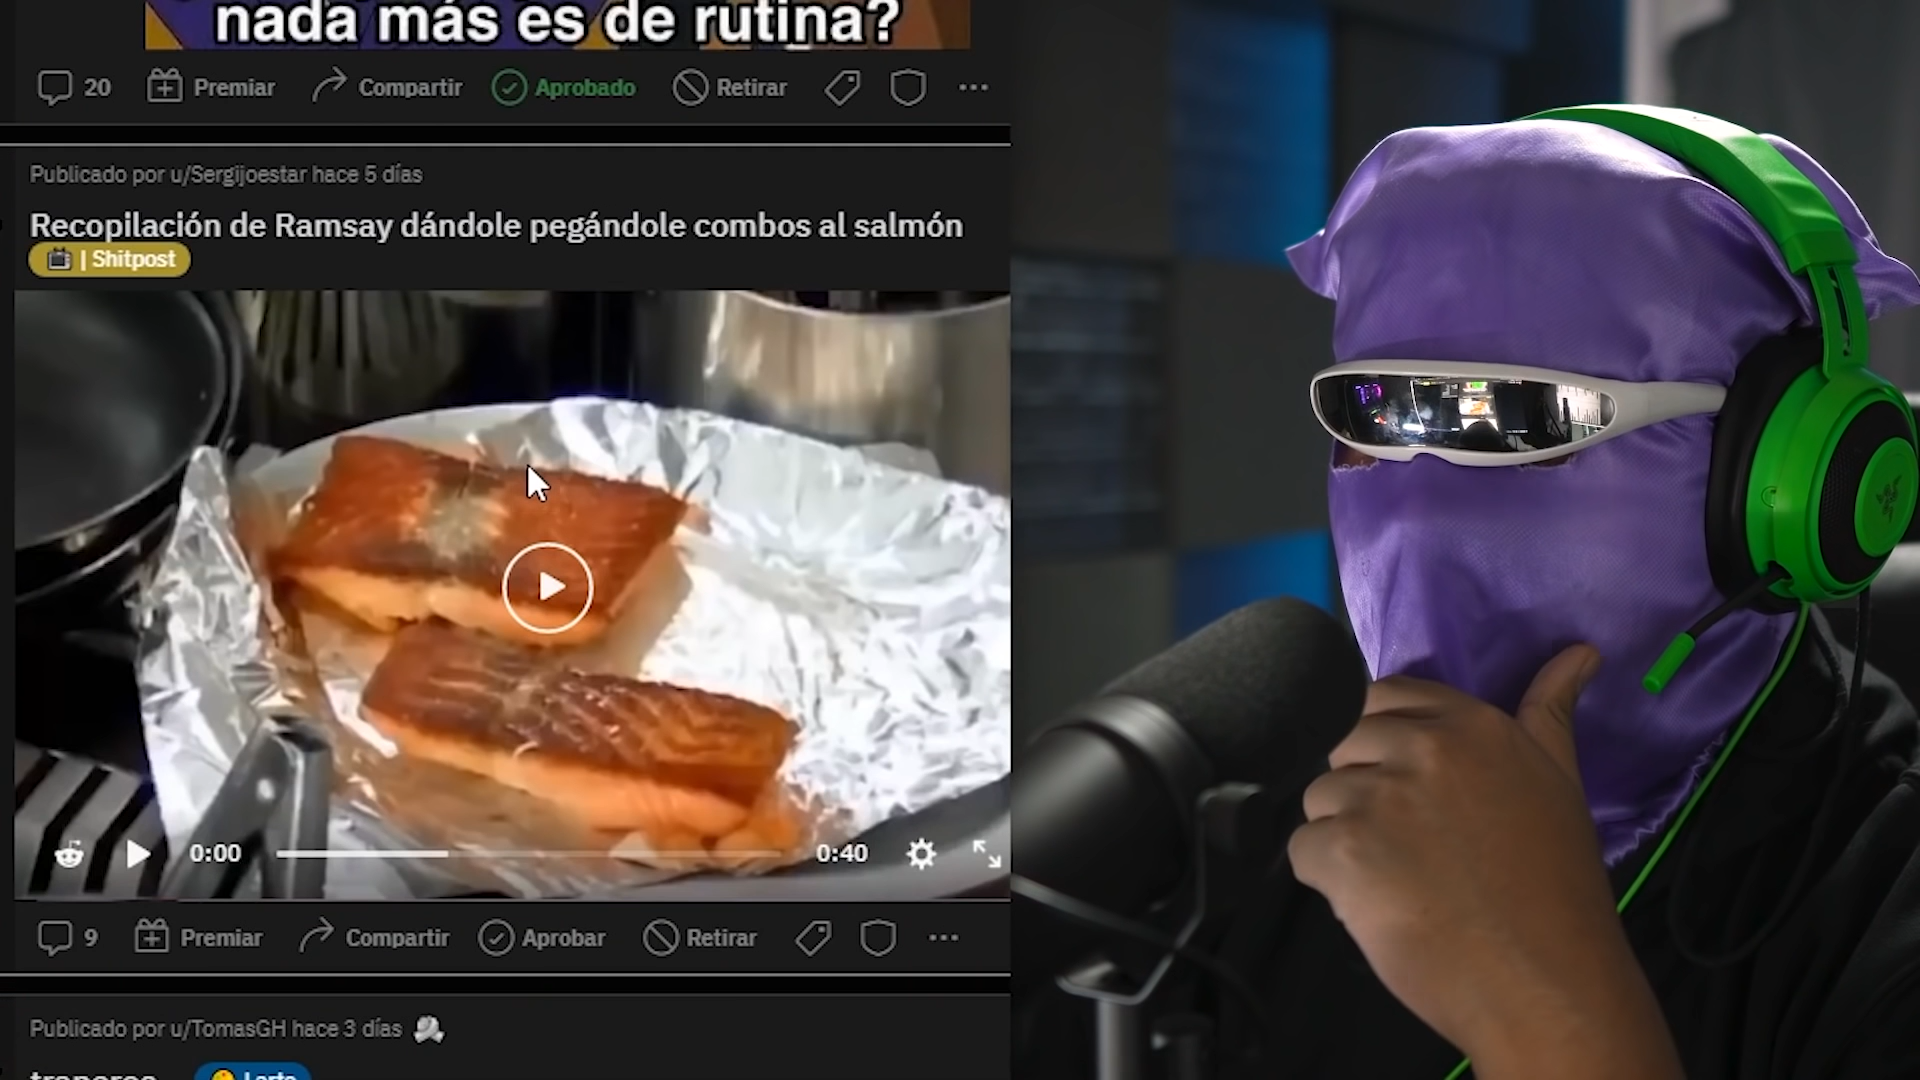 nada más es de rutina?
20 Premiar Compartir Aprobado Retirar
Publicado por u/Sergijoestar hace 5 días
Recopilación de Ramsay dándole pegándole combos al salmón
| Shitpost
0:00 0:40
9 Premiar Compartir Aprobar Retirar
Publicado por u/TomasGH hace 3 días